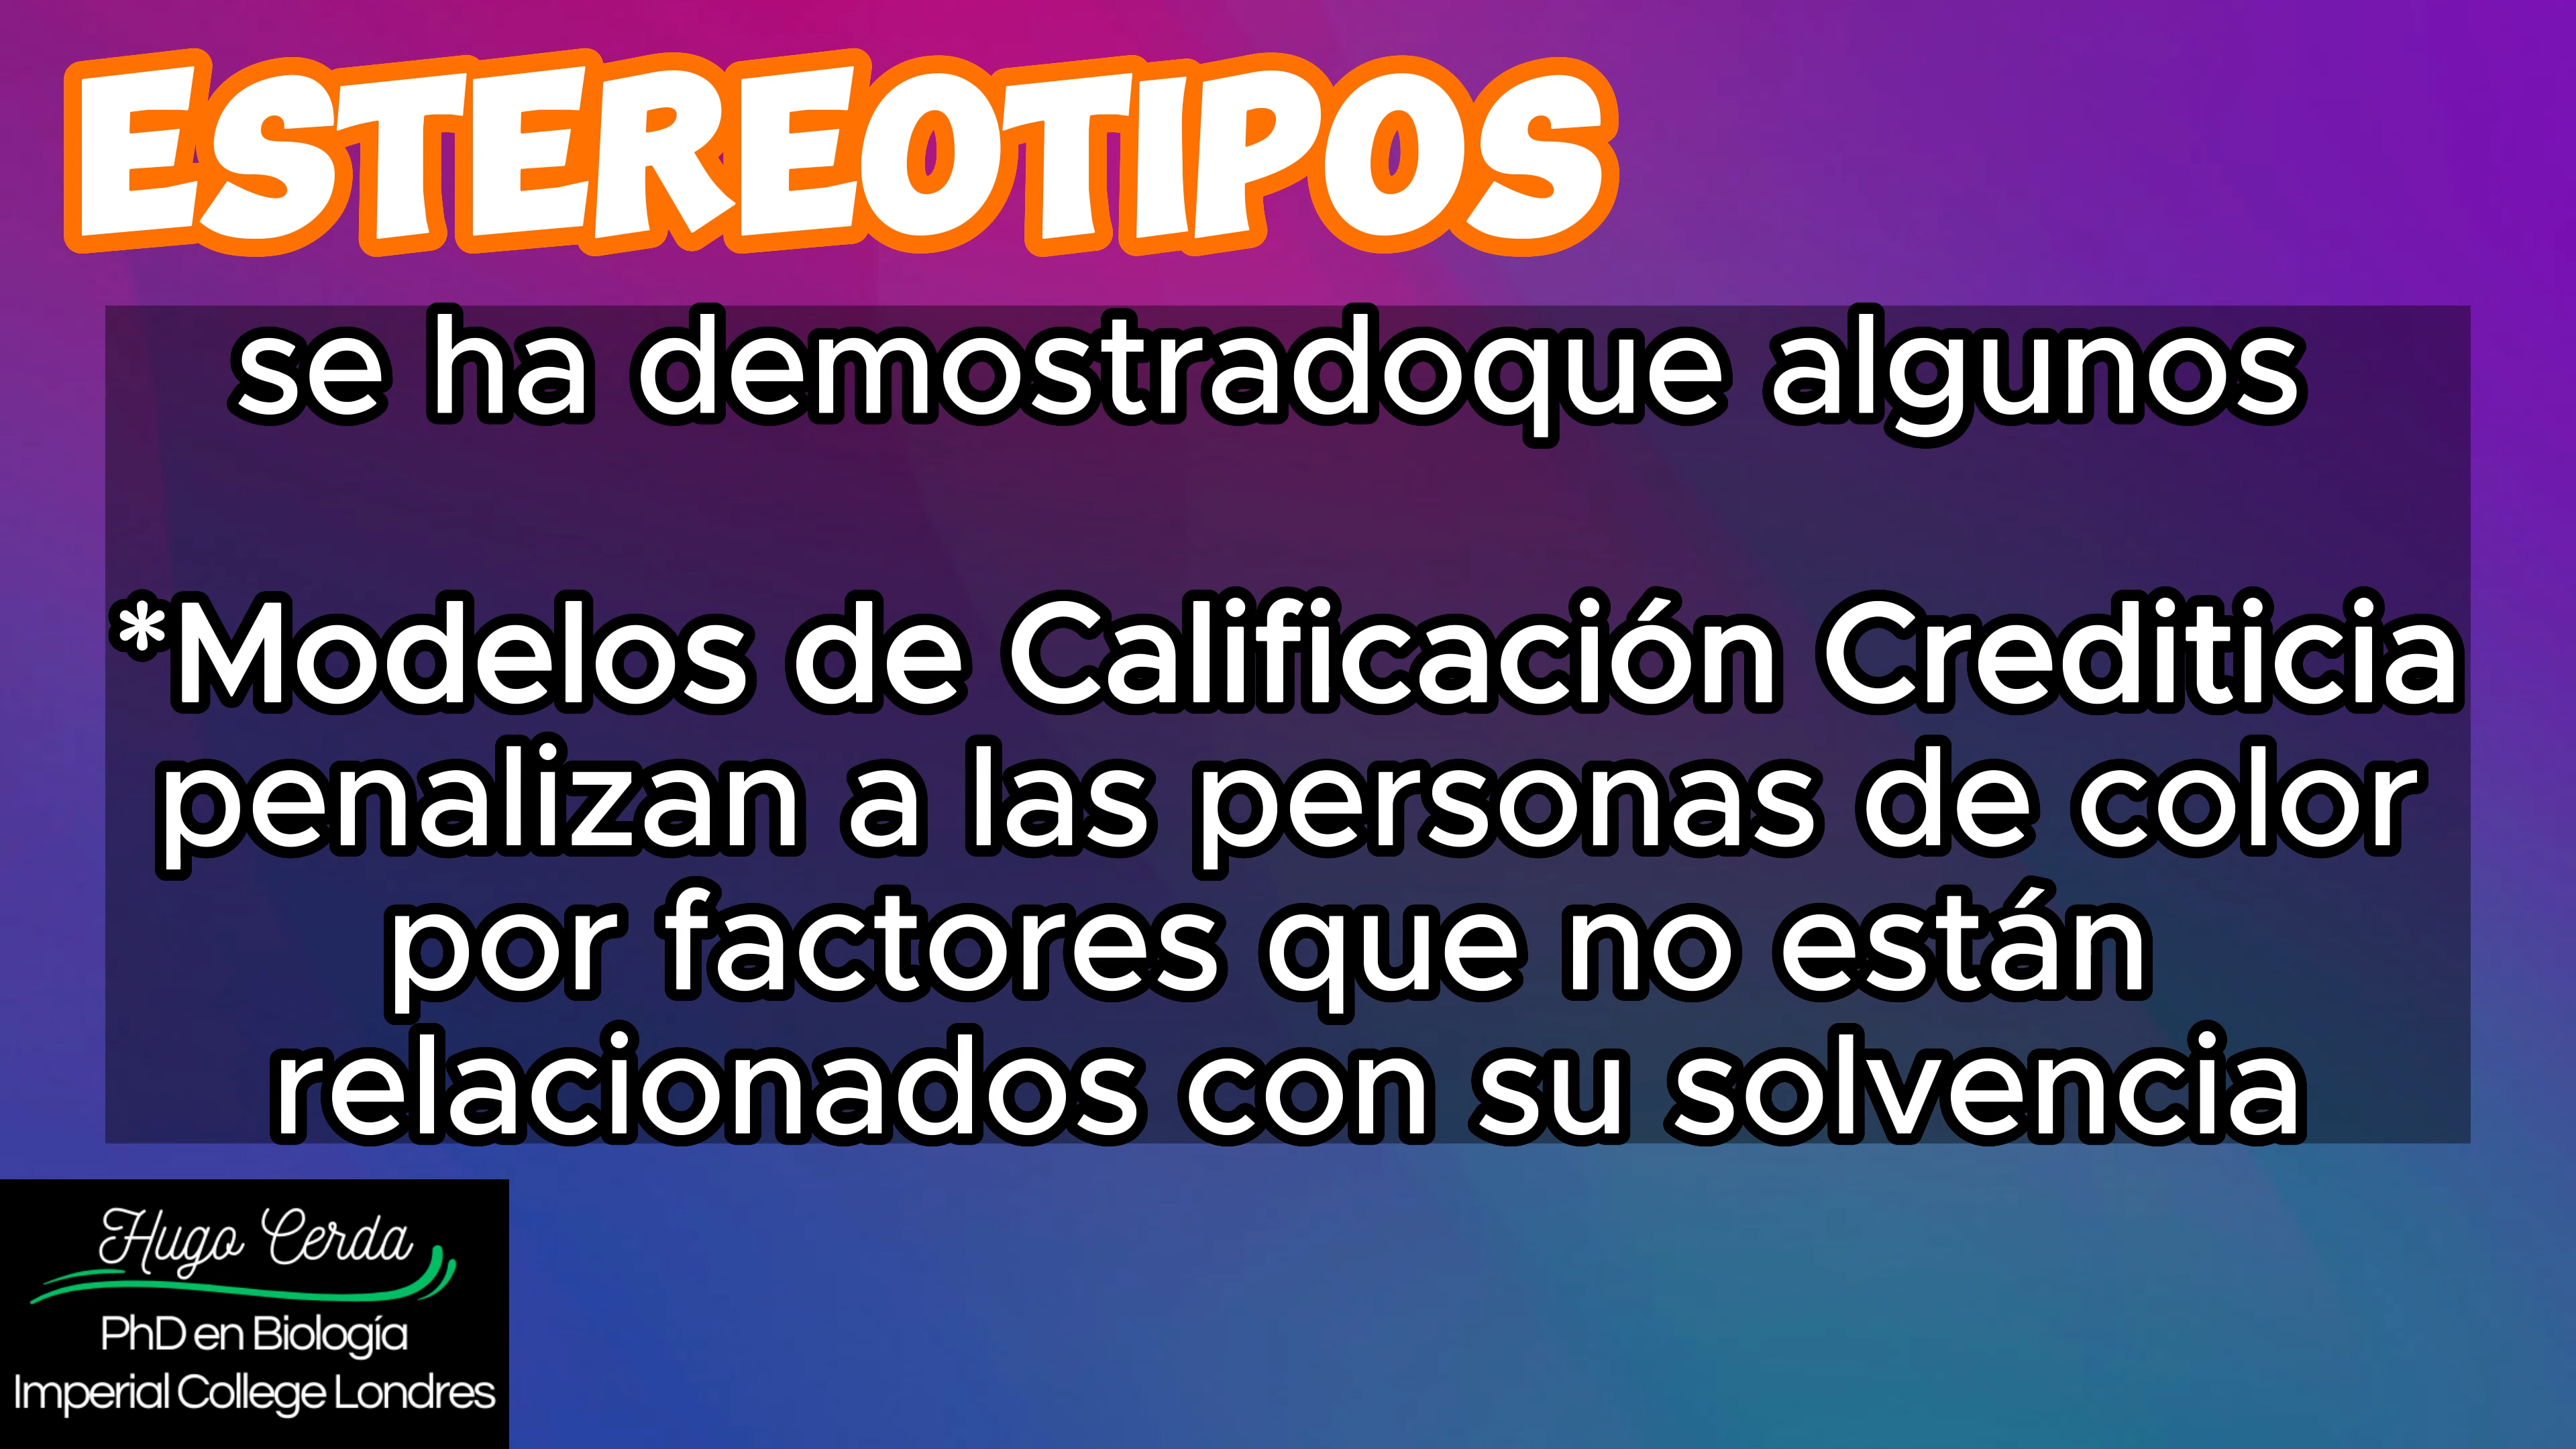 ESTEREOTIPOS
se ha demostradoque algunos
*Modelos de Calificación Crediticia
penalizan a las personas de color
por factores que no están
relacionados con su solvencia
Hugo Cerda
PhD en Biología
Imperial College Londres